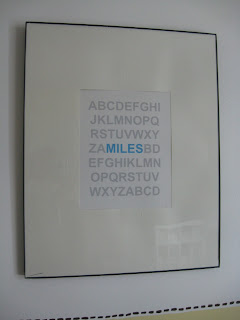 ABCDEFGHI
JKLMNOPQ
RSTUVWXY
ZAMILESBD
EFGHIKLMN
OPQRSTUV
WXYZABCD